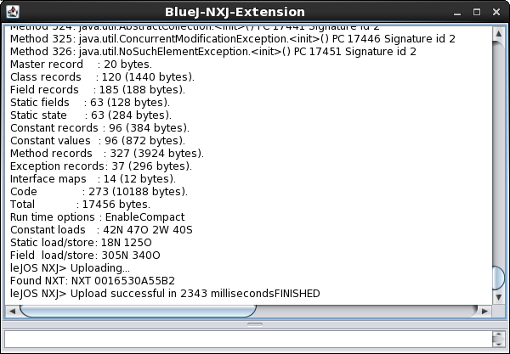 BlueJ-NXJ-Extension
Method 324: java.util.AbstractCollection.<init>() PC 17441 Signature id 2
Method 325: java.util.ConcurrentModificationException.<init>() PC 17446 Signature id 2
Method 326: java.util.NoSuchElementException.<init>() PC 17451 Signature id 2
Master record : 20 bytes.
Class records : 120 (1440 bytes).
Field records : 185 (188 bytes).
Static fields : 63 (128 bytes).
Static state : 63 (284 bytes).
Constant records : 96 (384 bytes).
Constant values : 96 (872 bytes).
Method records : 327 (3924 bytes).
Exception records: 37 (296 bytes).
Interface maps : 14 (12 bytes).
Code : 273 (10188 bytes).
Total : 17456 bytes.
Run time options : EnableCompact
Constant loads : 42N 47O 2W 40S
Static load/store: 18N 125O
Field load/store: 305N 340O
leJOS NXJ> Uploading...
Found NXT: NXT 0016530A55B2
leJOS NXJ> Upload successful in 2343 millisecondsFINISHED